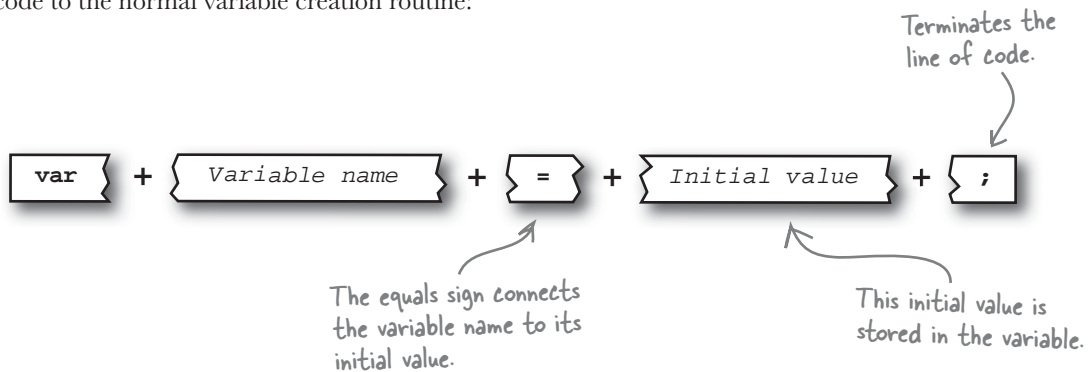 code to the normal variable creation routine:
Terminates the
line of code.
var + Variable name + = + Initial value + ;
The equals sign connects
the variable name to its
initial value.
This initial value is
stored in the variable.